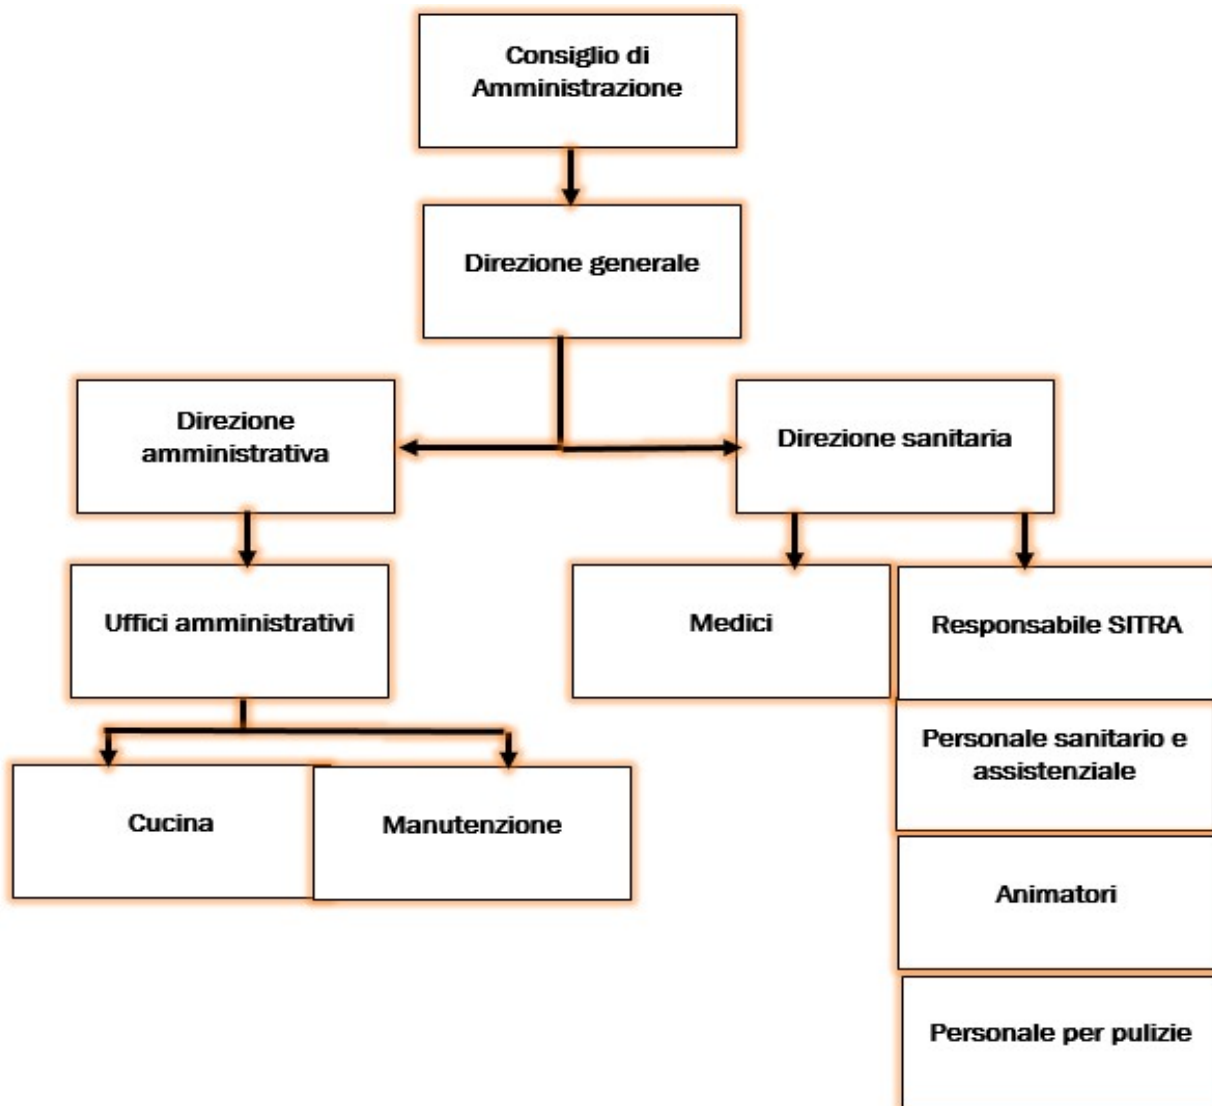 Consiglio di
Amministrazione
Direzione generale
Direzione
amministrativa
Direzione sanitaria
Uffici amministrativi
Medici
Responsabile SITRA
Personale sanitario e
assistenziale
Cucina
Manutenzione
Animatori
Personale per pulizie